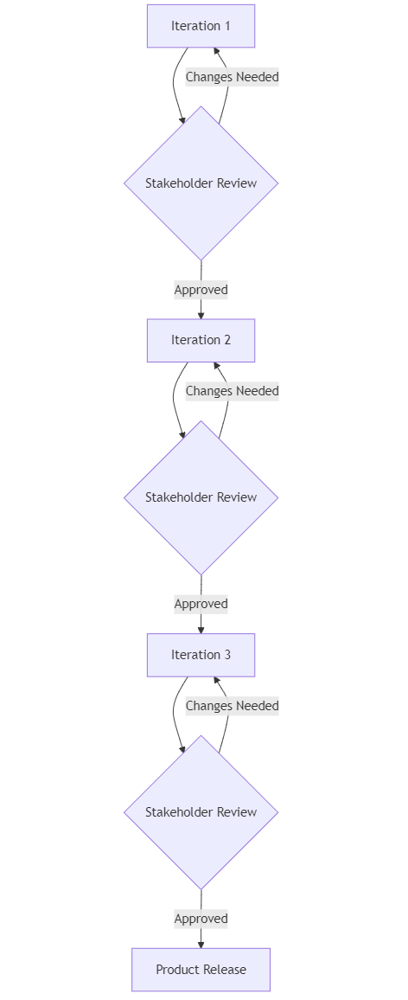 Iteration 1
Changes Needed
Stakeholder Review
Approved
Iteration 2
Changes Needed
Stakeholder Review
Approved
Iteration 3
Changes Needed
Stakeholder Review
Approved
Product Release